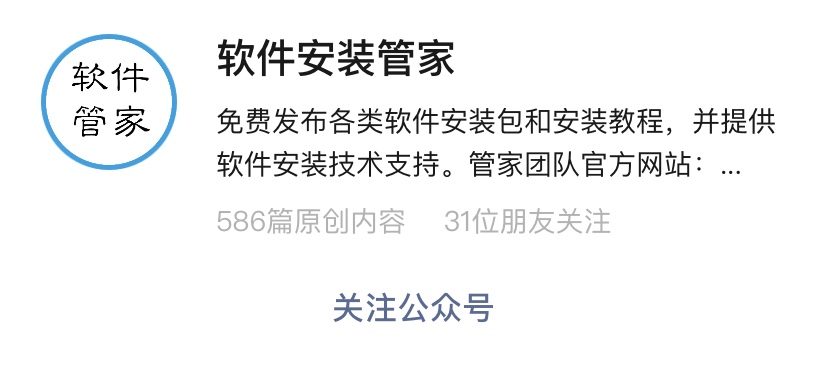 软件
管家
软件安装管家
免费发布各类软件安装包和安装教程，并提供
软件安装技术支持。管家团队官方网站：...
586篇原创内容 31位朋友关注
关注公众号